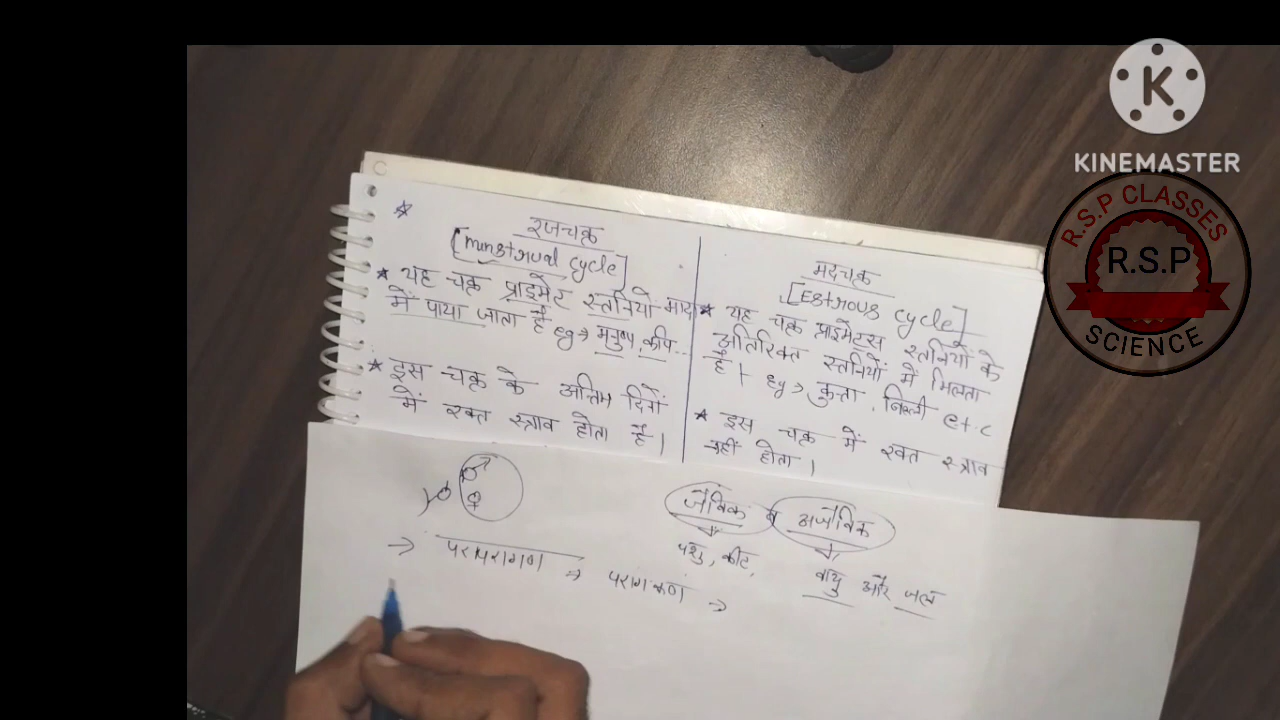 रजचक्र
[Menstrual cycle]
★ यह चक्र प्राइमेट स्तनियो मादा
में पाया जाता है eg→ मनुष्य, कपि...
★ इस चक्र के अन्तिम दिनों
में रक्त स्त्राव होता है।
मदचक्र
[Estrous cycle]
★ यह चक्र प्राइमेट्स स्तनियों के
अतिरिक्त स्तनियों में मिलता
है। Eg→ कुत्ता, बिल्ली etc
★ इस चक्र में रक्त स्त्राव
नहीं होता।
जैविक व अजैविक
पशु, कीट,
वायु और जल
→ परपरागण ⇒ परागकण ⇒
K
KINEMASTER
R.S.P CLASSES
R.S.P
SCIENCE